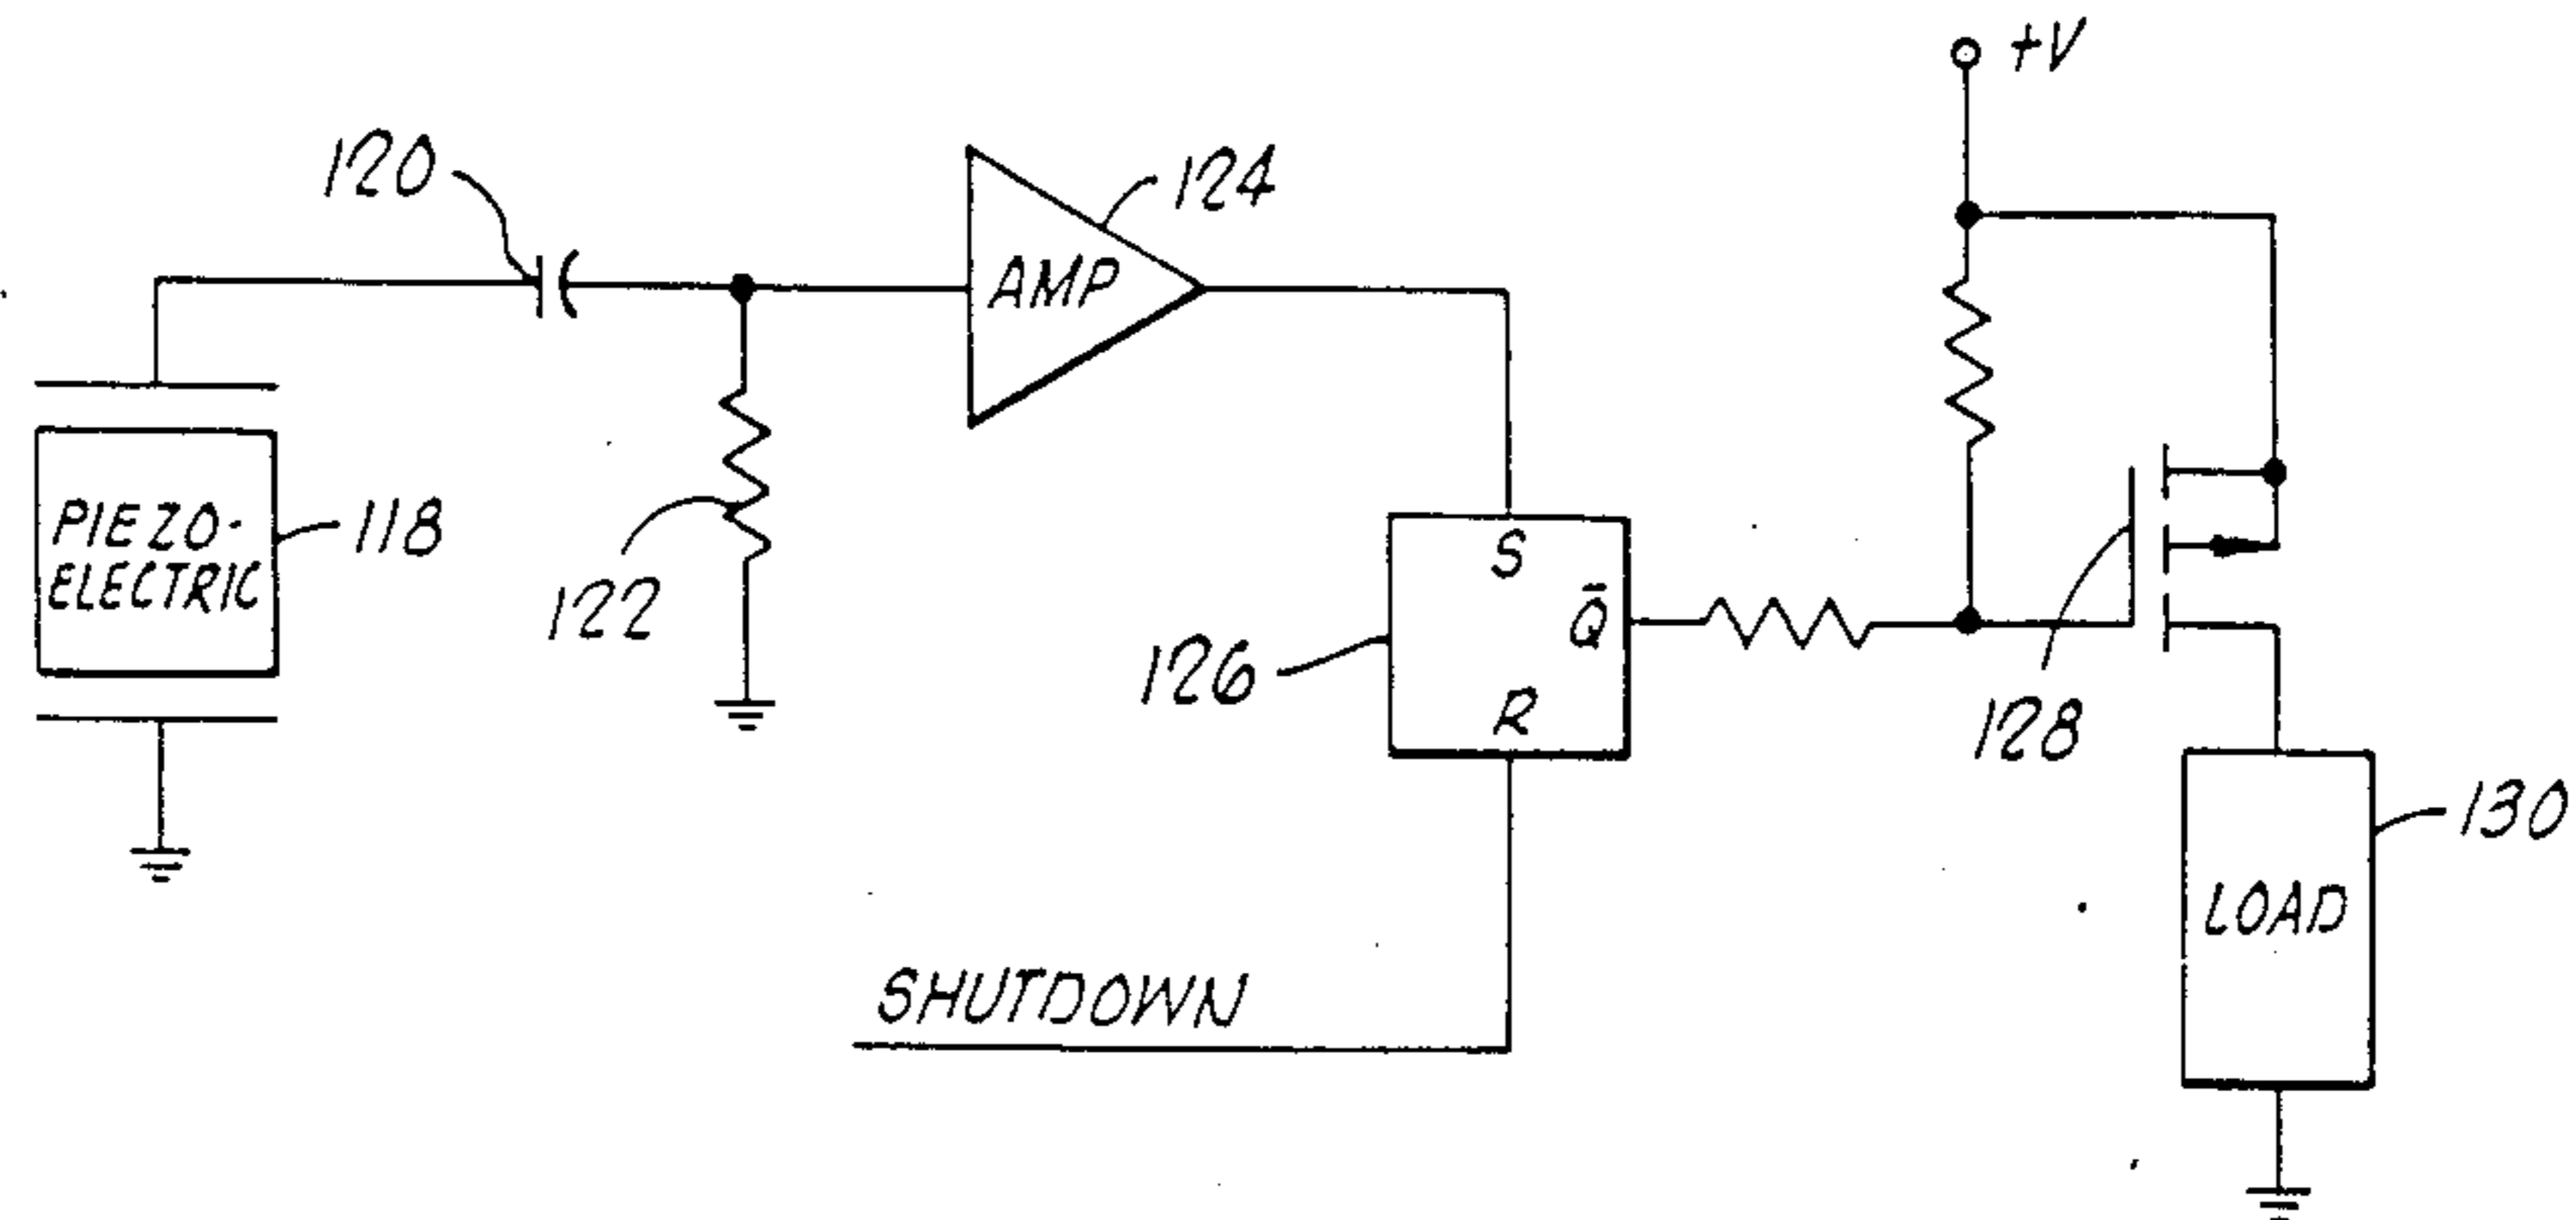 +V
120
124
AMP
PIEZO-
ELECTRIC
118
122
S
Q̄
R
126
128
130
LOAD
SHUTDOWN